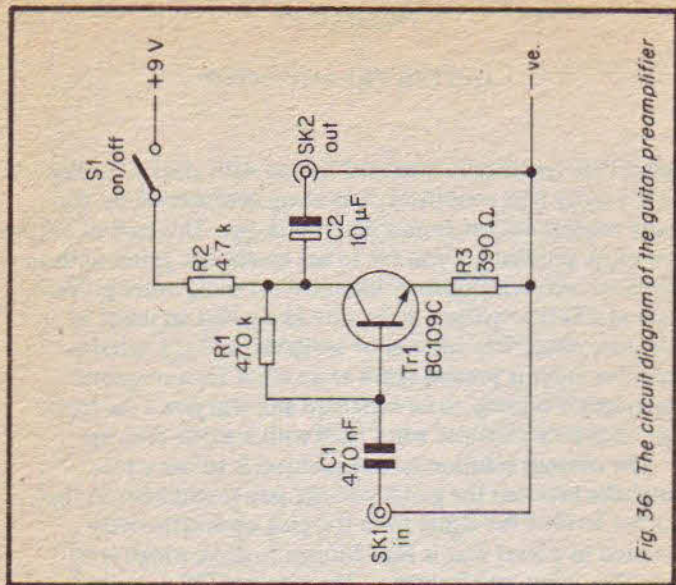 S1
on/off
+9 V
R2
4·7 k
R1
470 k
SK2
out
C2
10 µF
Tr1
BC109C
C1
470 nF
SK1
in
R3
390 Ω
−ve.
Fig. 36 The circuit diagram of the guitar preamplifier